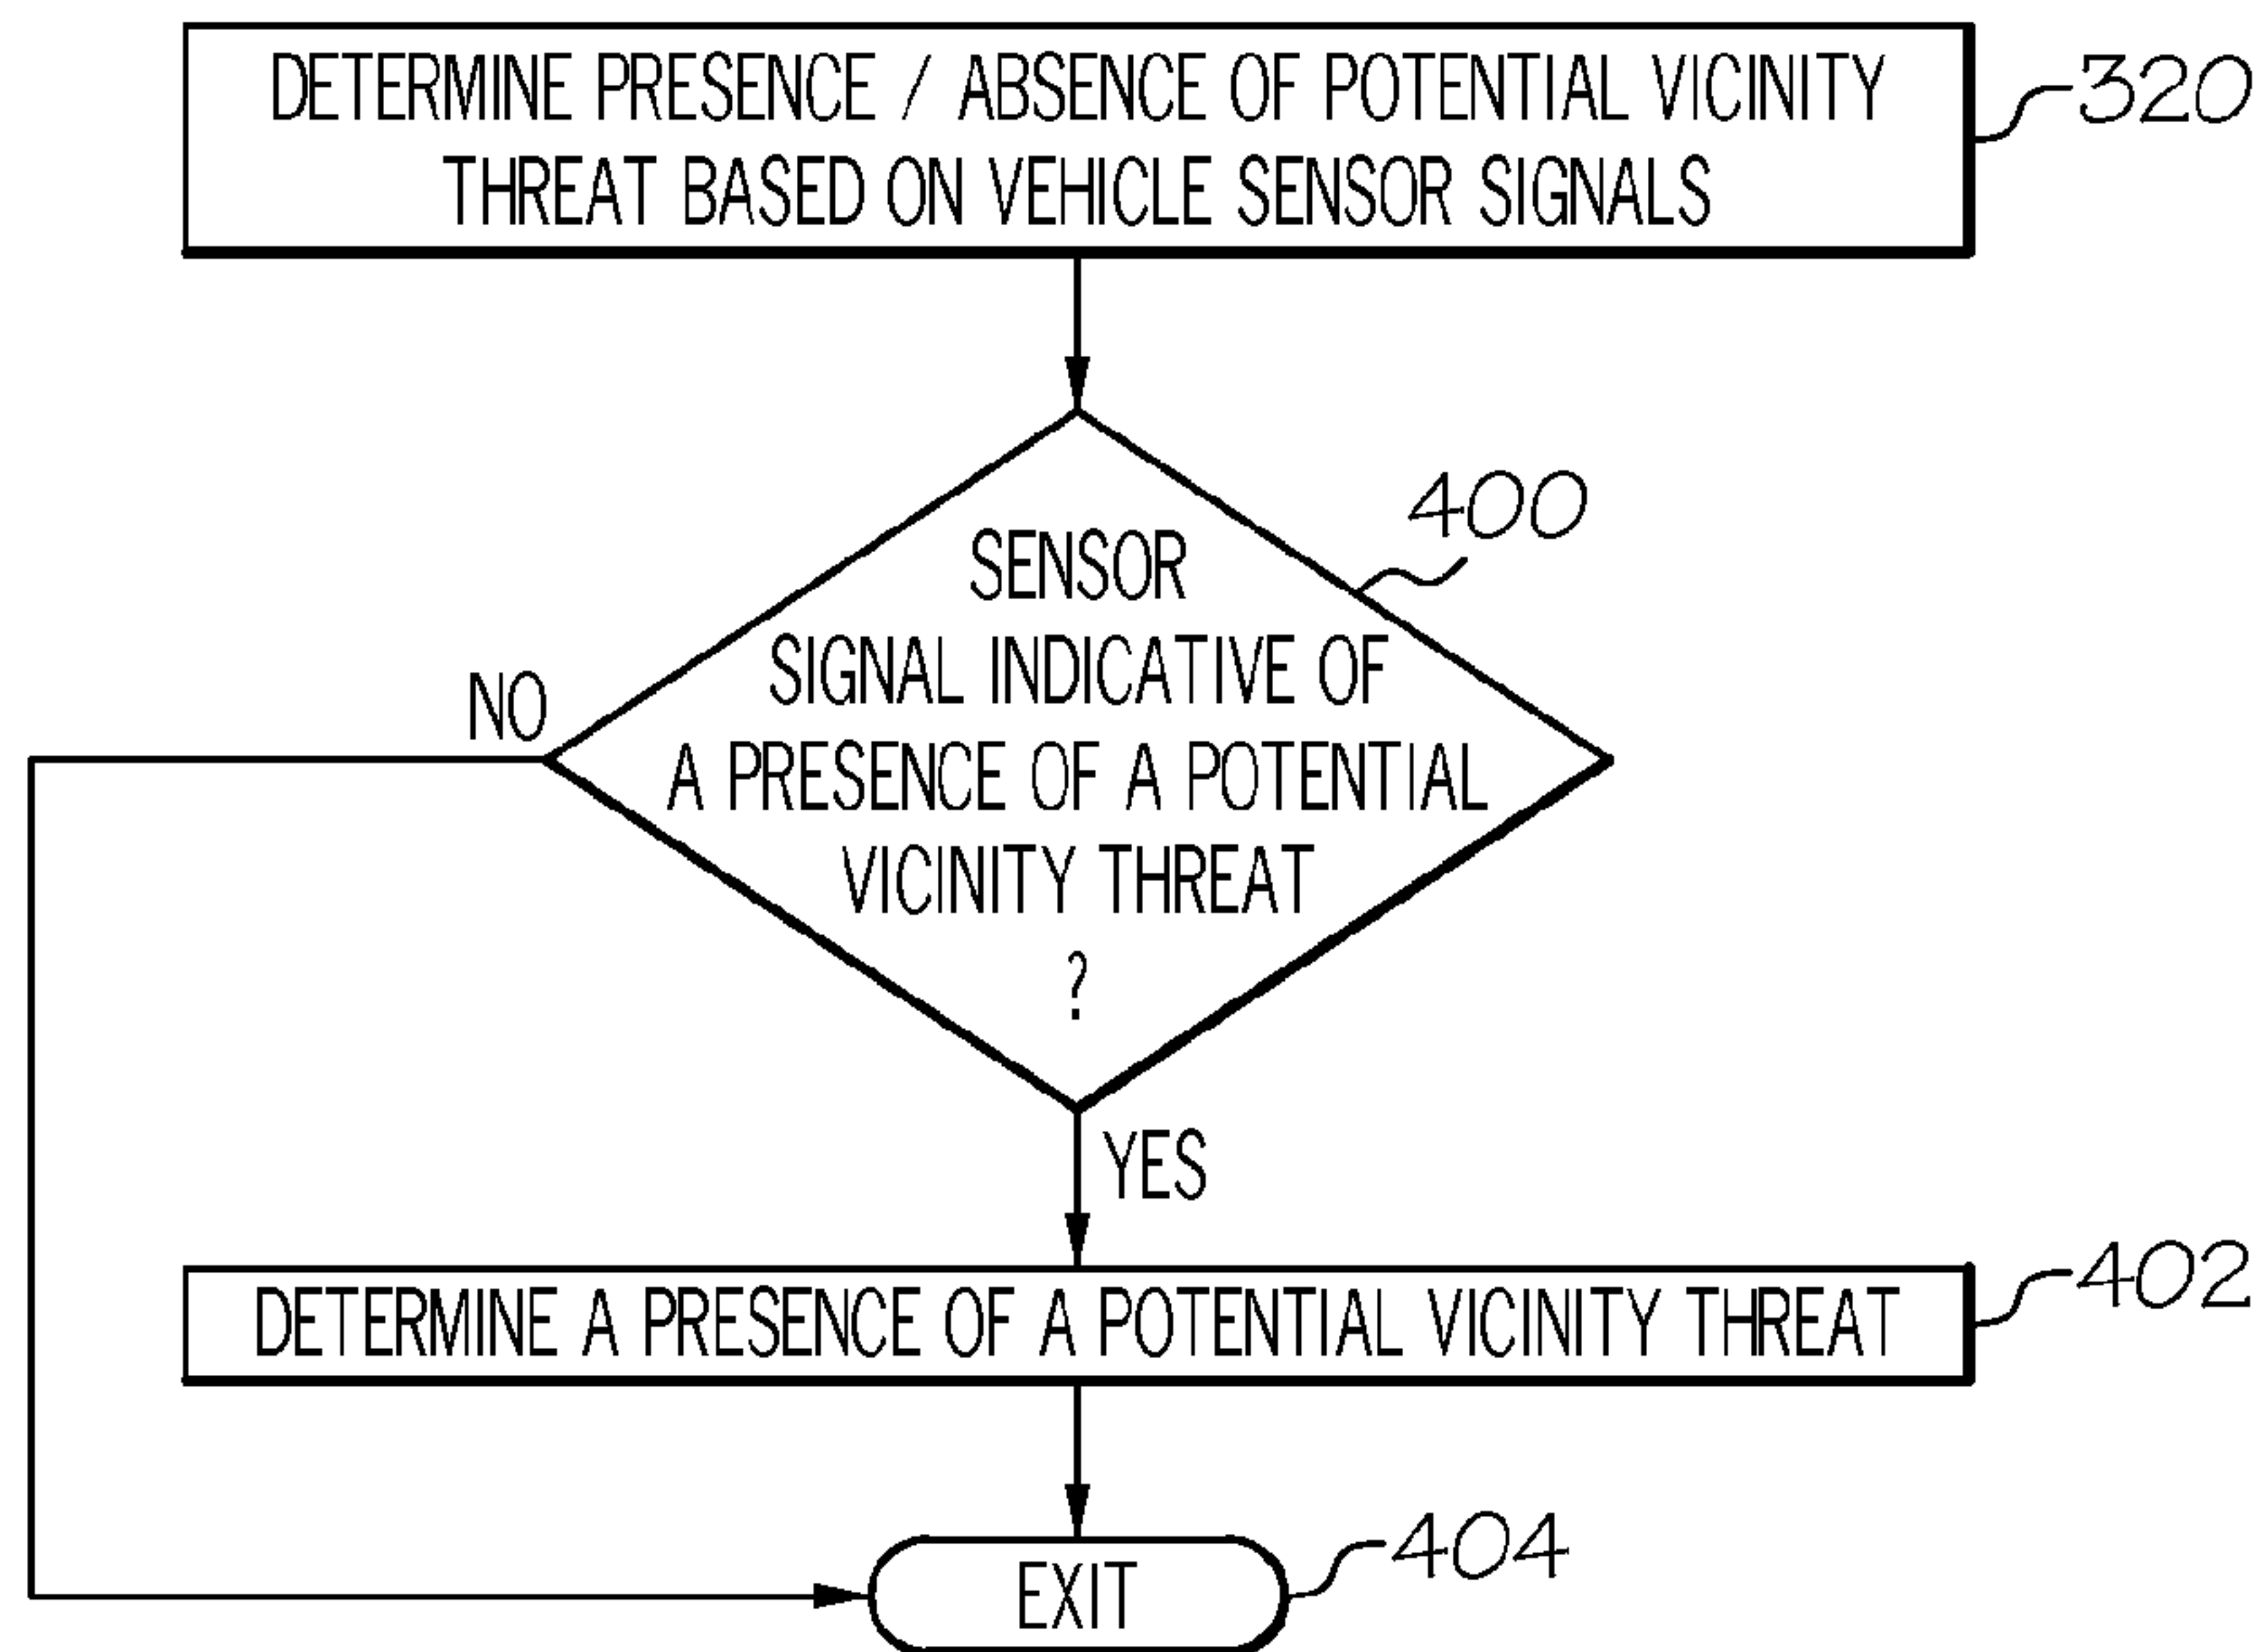 DETERMINE PRESENCE / ABSENCE OF POTENTIAL VICINITY
THREAT BASED ON VEHICLE SENSOR SIGNALS
320
400
SENSOR
SIGNAL INDICATIVE OF
A PRESENCE OF A POTENTIAL
VICINITY THREAT
?
NO
YES
DETERMINE A PRESENCE OF A POTENTIAL VICINITY THREAT
402
EXIT
404